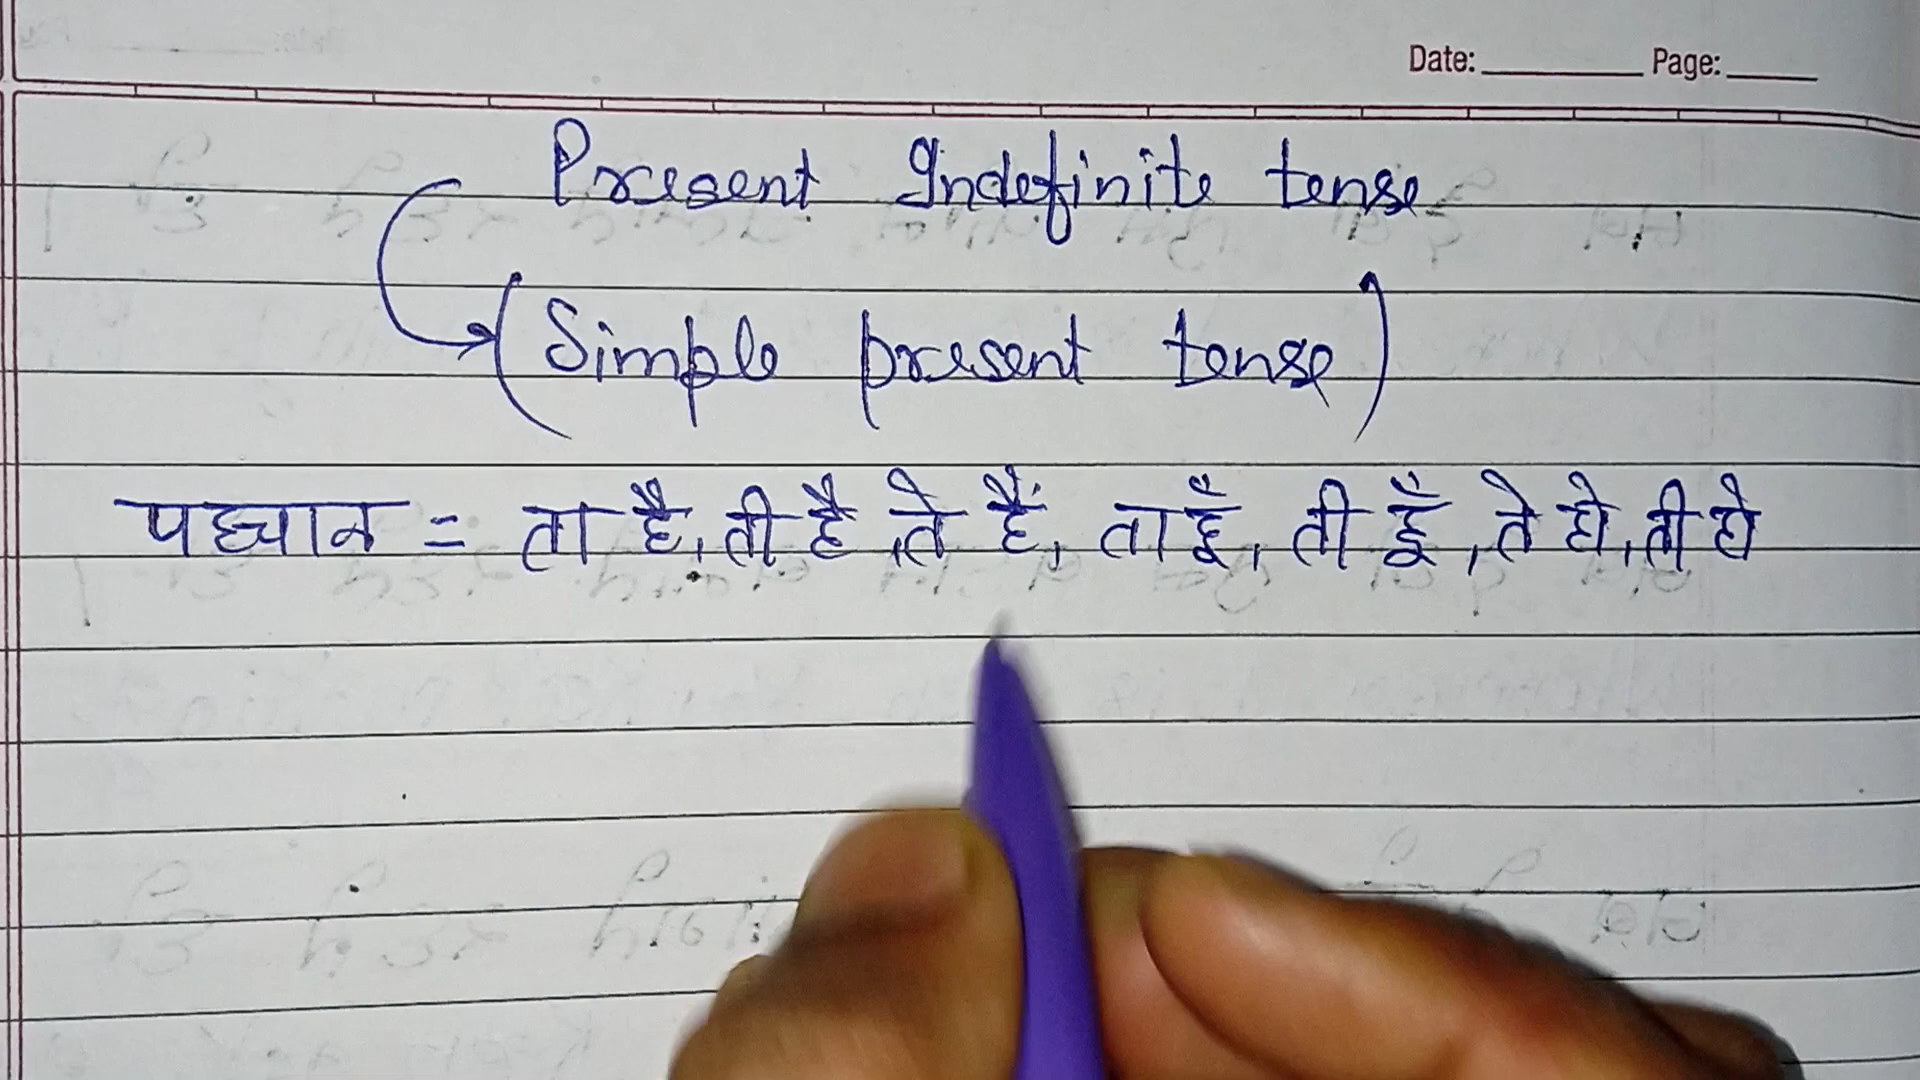 Date: Page:
Present Indefinite tense
(Simple present tense)
पहचान = ता है, ती है, ते हैं, ता हूँ, ती हूँ, ते हो, ती हो